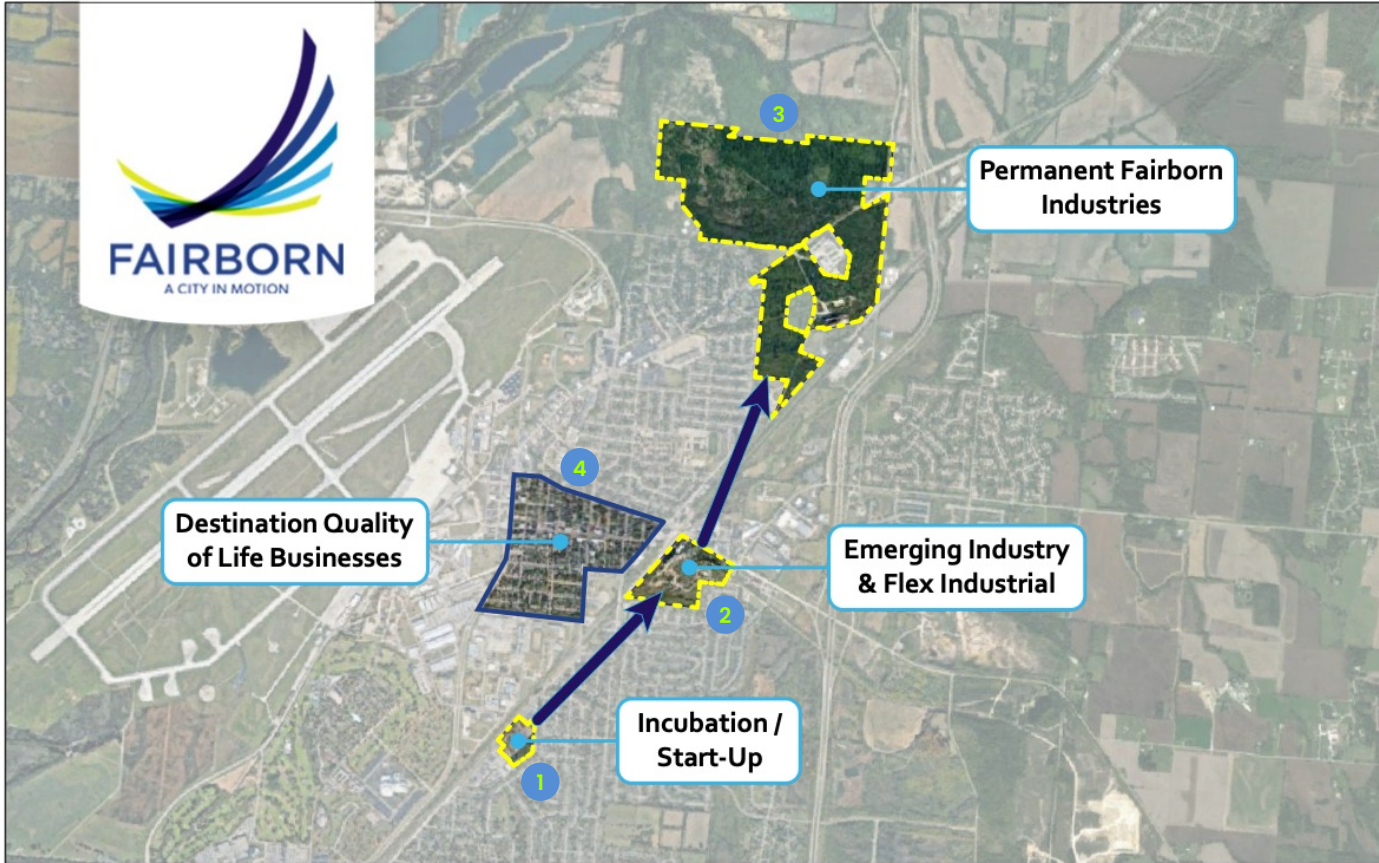 FAIRBORN
A CITY IN MOTION
3
Permanent Fairborn
Industries
4
Destination Quality
of Life Businesses
Emerging Industry
& Flex Industrial
2
Incubation /
Start-Up
1